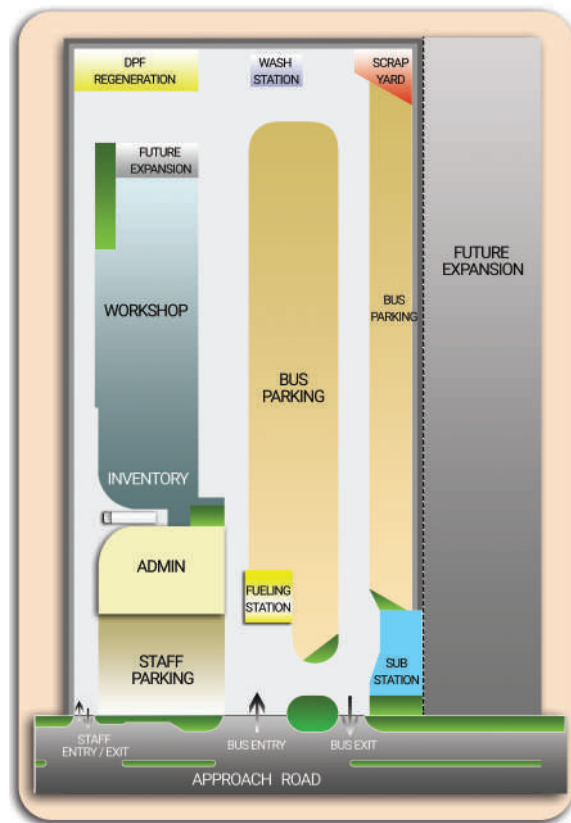 DPF
REGENERATION
WASH
STATION
SCRAP
YARD
FUTURE
EXPANSION
FUTURE
EXPANSION
WORKSHOP
BUS
PARKING
BUS
PARKING
INVENTORY
ADMIN
FUELING
STATION
STAFF
PARKING
SUB
STATION
STAFF
ENTRY / EXIT
BUS ENTRY
BUS EXIT
APPROACH ROAD